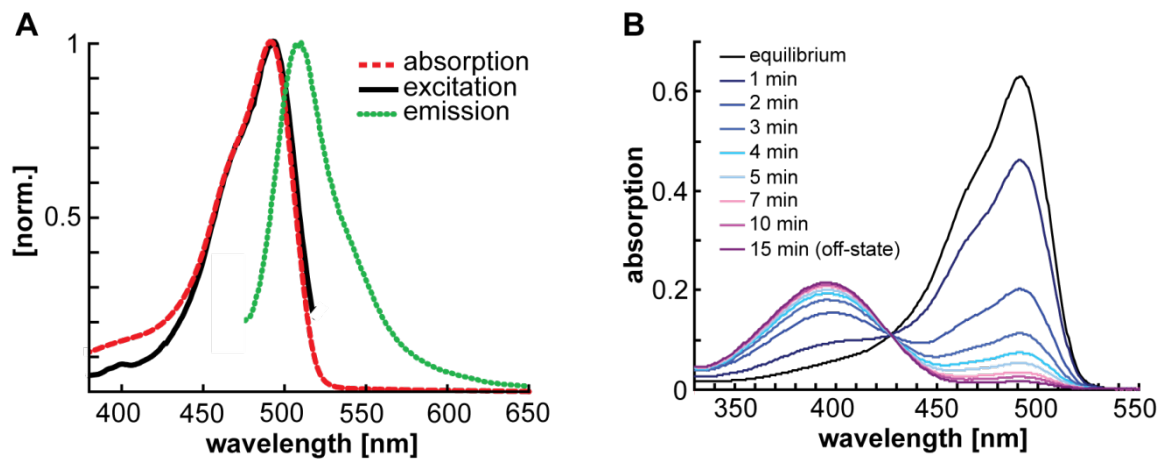 A
1
0.5
[norm.]
absorption
excitation
emission
400
450
500
550
600
650
wavelength [nm]
B
0.6
0.4
0.2
0
absorption
equilibrium
1 min
2 min
3 min
4 min
5 min
7 min
10 min
15 min (off-state)
350
400
450
500
550
wavelength [nm]